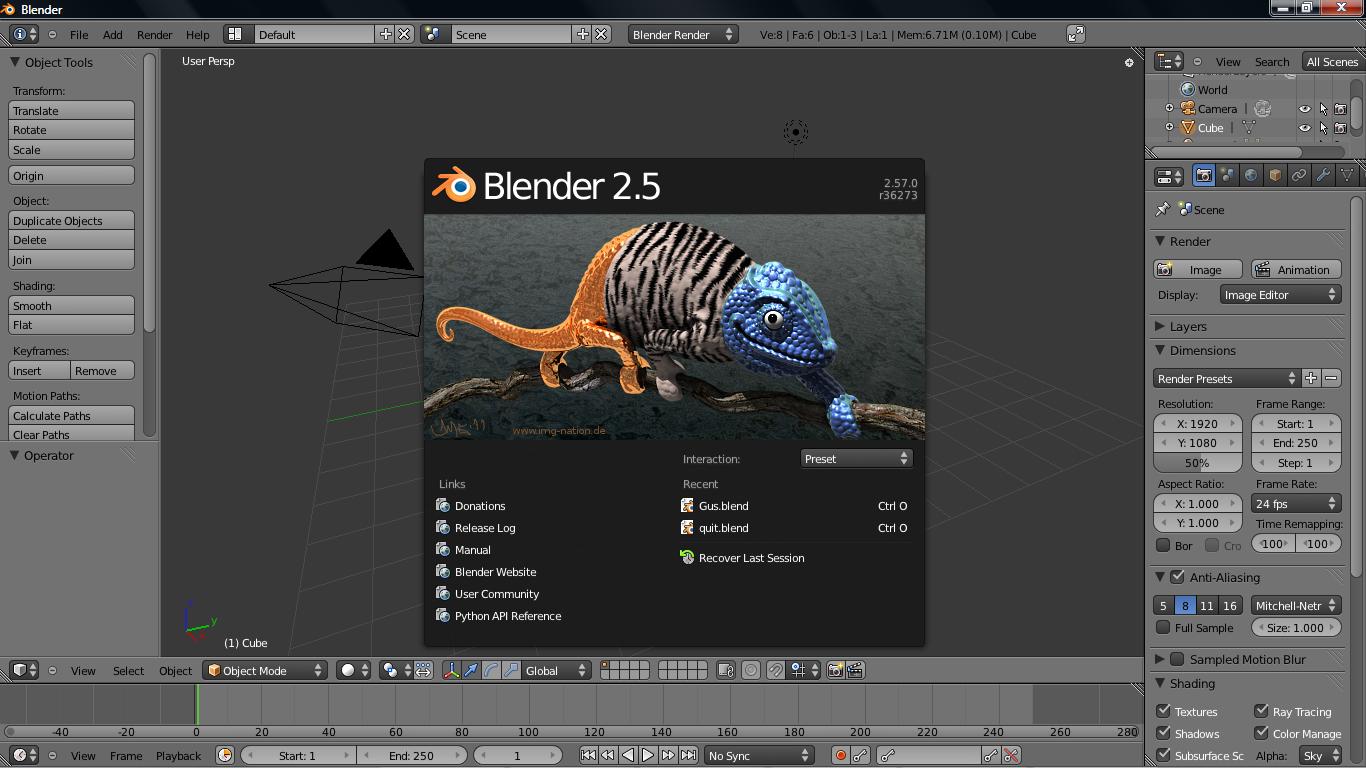 Blender
File Add Render Help Default Scene Blender Render Ve:8 | Fa:6 | Ob:1-3 | La:1 | Mem:6.71M (0.10M) | Cube
Object Tools
Transform:
Translate
Rotate
Scale
Origin
Object:
Duplicate Objects
Delete
Join
Shading:
Smooth
Flat
Keyframes:
Insert Remove
Motion Paths:
Calculate Paths
Clear Paths
Operator
User Persp
Blender 2.5
2.57.0
r36273
www.img-nation.de
Interaction: Preset
Links
Donations
Release Log
Manual
Blender Website
User Community
Python API Reference
Recent
Gus.blend Ctrl O
quit.blend Ctrl O
Recover Last Session
z
y
x
(1) Cube
View Select Object Object Mode Global
-40 -20 0 20 40 60 80 100 120 140 160 180 200 220 240 260 280
View Frame Playback Start: 1 End: 250 1 No Sync
View Search All Scenes
World
Camera
Cube
Scene
Render
Image Animation
Display: Image Editor
Layers
Dimensions
Render Presets
Resolution: Frame Range:
X: 1920 Start: 1
Y: 1080 End: 250
50% Step: 1
Aspect Ratio: Frame Rate:
X: 1.000 24 fps
Y: 1.000 Time Remapping:
Bor Cro 100 100
Anti-Aliasing
5 8 11 16 Mitchell-Netr
Full Sample Size: 1.000
Sampled Motion Blur
Shading
Textures Ray Tracing
Shadows Color Manage
Subsurface Sc Alpha: Sky